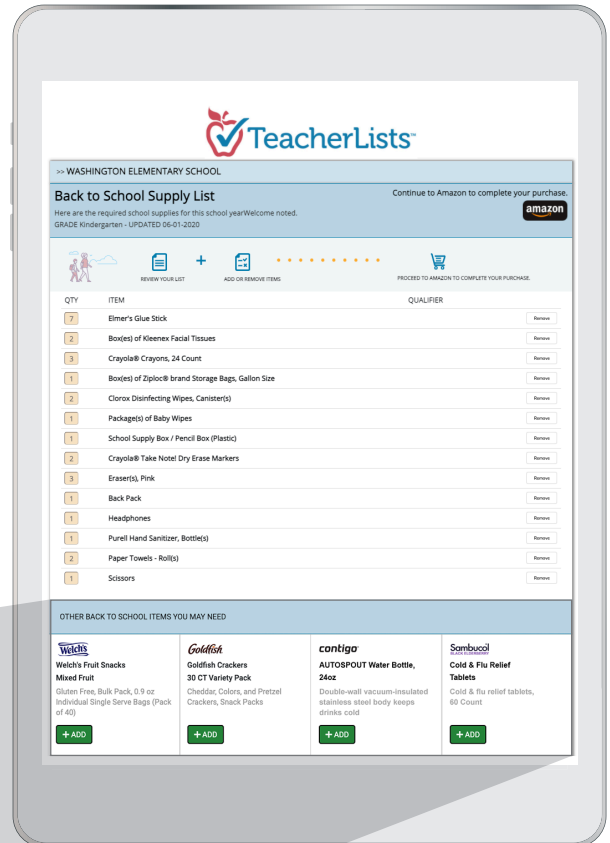 TeacherLists™
>> WASHINGTON ELEMENTARY SCHOOL
Back to School Supply List
Continue to Amazon to complete your purchase.
Here are the required school supplies for this school yearWelcome noted.
amazon
GRADE Kindergarten - UPDATED 06-01-2020
REVIEW YOUR LIST
+
ADD OR REMOVE ITEMS
PROCEED TO AMAZON TO COMPLETE YOUR PURCHASE.
QTY ITEM QUALIFIER
7 Elmer's Glue Stick Remove
2 Box(es) of Kleenex Facial Tissues Remove
3 Crayola® Crayons, 24 Count Remove
1 Box(es) of Ziploc® brand Storage Bags, Gallon Size Remove
2 Clorox Disinfecting Wipes, Canister(s) Remove
1 Package(s) of Baby Wipes Remove
1 School Supply Box / Pencil Box (Plastic) Remove
2 Crayola® Take Note! Dry Erase Markers Remove
3 Eraser(s), Pink Remove
1 Back Pack Remove
1 Headphones Remove
1 Purell Hand Sanitizer, Bottle(s) Remove
2 Paper Towels - Roll(s) Remove
1 Scissors Remove
OTHER BACK TO SCHOOL ITEMS YOU MAY NEED
Welch's
Welch's Fruit Snacks
Mixed Fruit
Gluten Free, Bulk Pack, 0.9 oz
Individual Single Serve Bags (Pack
of 40)
+ ADD
Goldfish
Goldfish Crackers
30 CT Variety Pack
Cheddar, Colors, and Pretzel
Crackers, Snack Packs
+ ADD
contigo
AUTOSPOUT Water Bottle,
24oz
Double-wall vacuum-insulated
stainless steel body keeps
drinks cold
+ ADD
Sambucol
BLACK ELDERBERRY
Cold & Flu Relief
Tablets
Cold & flu relief tablets,
60 Count
+ ADD